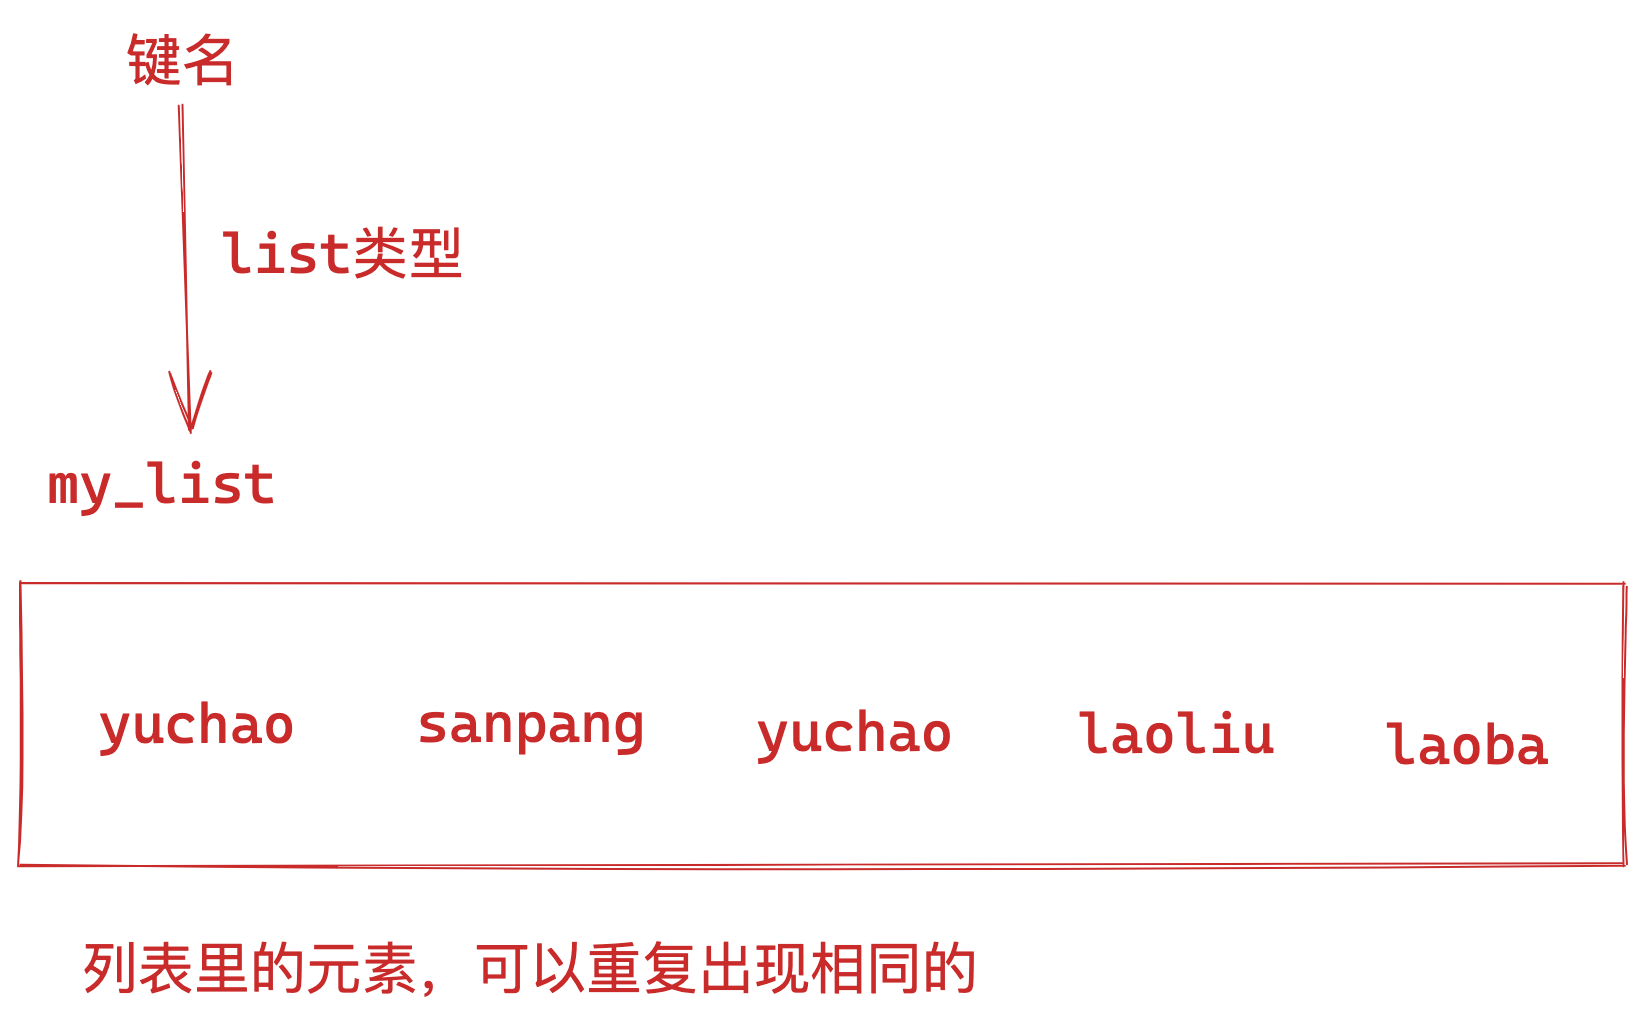 键名
list类型
my_list
yuchao sanpang yuchao laoliu laoba
列表里的元素，可以重复出现相同的